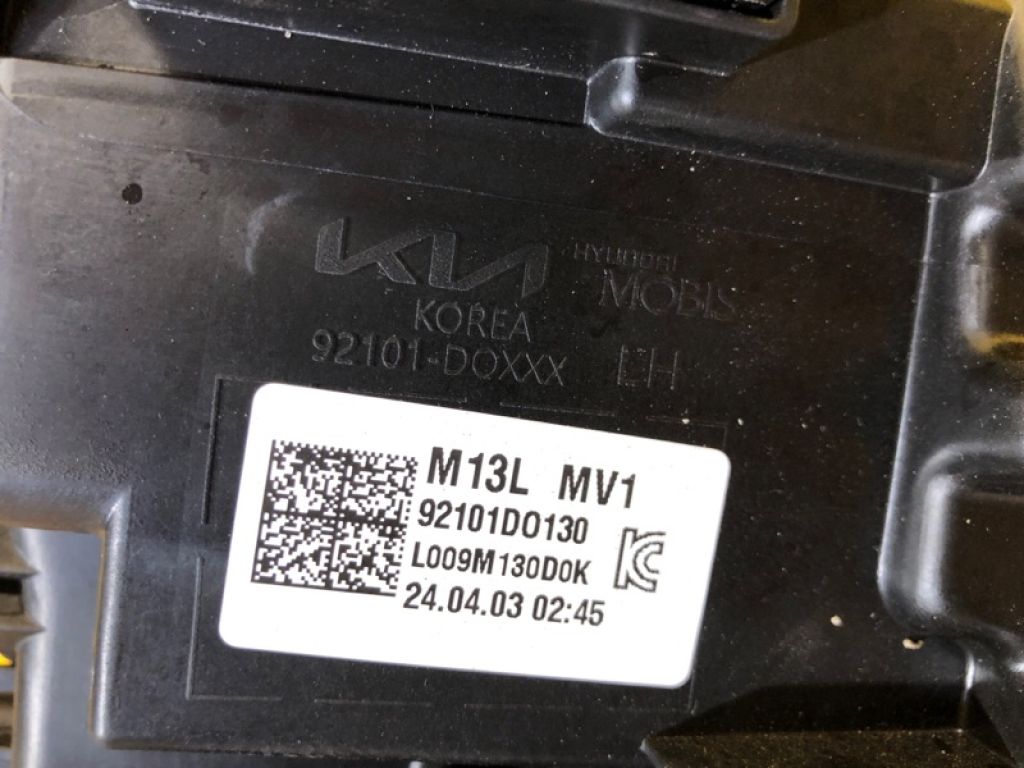 KIA HYUNDAI
MOBIS
KOREA
92101-DOXXX LH
M13L MV1
92101DO130
L009M130D0K
24.04.03 02:45